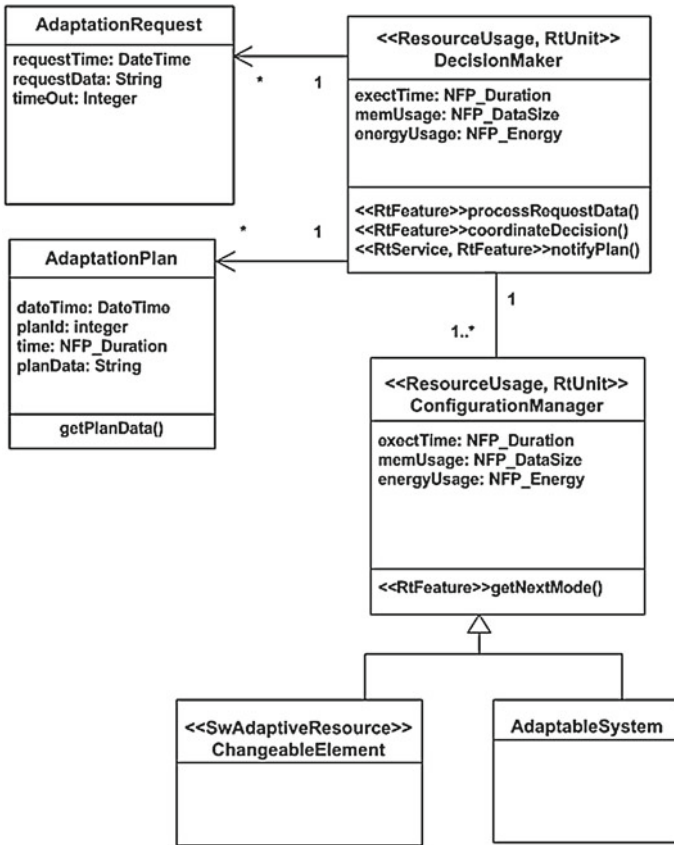 AdaptationRequest
requestTime: DateTime
requestData: String
timeOut: Integer
*
1
<<ResourceUsage, RtUnit>>
DecisionMaker
exectTime: NFP_Duration
memUsage: NFP_DataSize
energyUsage: NFP_Energy
<<RtFeature>>processRequestData()
<<RtFeature>>coordinateDecision()
<<RtService, RtFeature>>notifyPlan()
*
1
AdaptationPlan
dateTime: DateTime
planId: integer
time: NFP_Duration
planData: String
getPlanData()
1
1..*
<<ResourceUsage, RtUnit>>
ConfigurationManager
exectTime: NFP_Duration
memUsage: NFP_DataSize
energyUsage: NFP_Energy
<<RtFeature>>getNextMode()
<<SwAdaptiveResource>>
ChangeableElement
AdaptableSystem